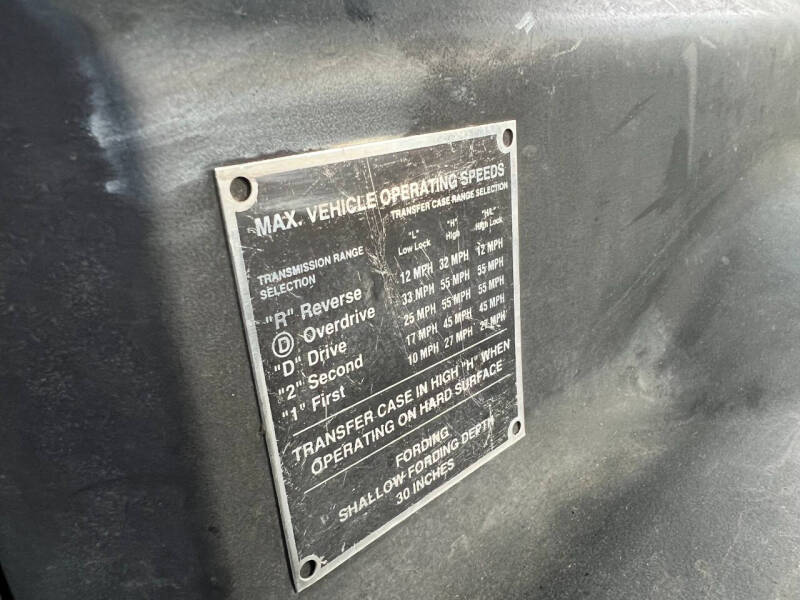 MAX. VEHICLE OPERATING SPEEDS
TRANSFER CASE RANGE SELECTION
TRANSMISSION RANGE SELECTION "L" Low Lock "H" High "H/L" High Lock
"R" Reverse 12 MPH 32 MPH 12 MPH
Ⓓ Overdrive 33 MPH 55 MPH 55 MPH
"D" Drive 25 MPH 55 MPH 55 MPH
"2" Second 17 MPH 45 MPH 45 MPH
"1" First 10 MPH 27 MPH 27 MPH
TRANSFER CASE IN HIGH "H" WHEN
OPERATING ON HARD SURFACE
FORDING
SHALLOW FORDING DEPTH
30 INCHES